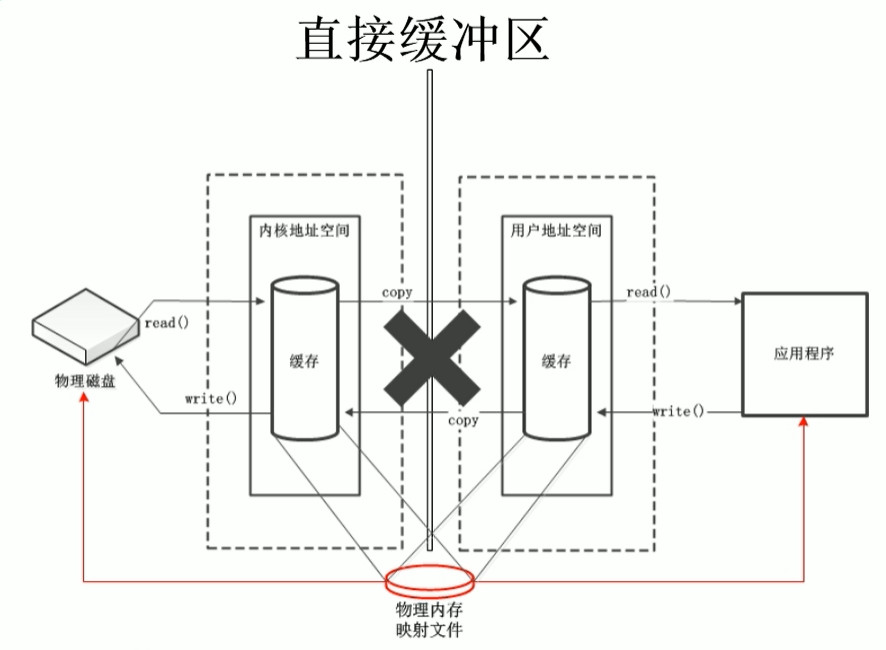 直接缓冲区
内核地址空间
用户地址空间
copy
read()
read()
缓存
缓存
应用程序
物理磁盘
write()
copy
write()
物理内存
映射文件